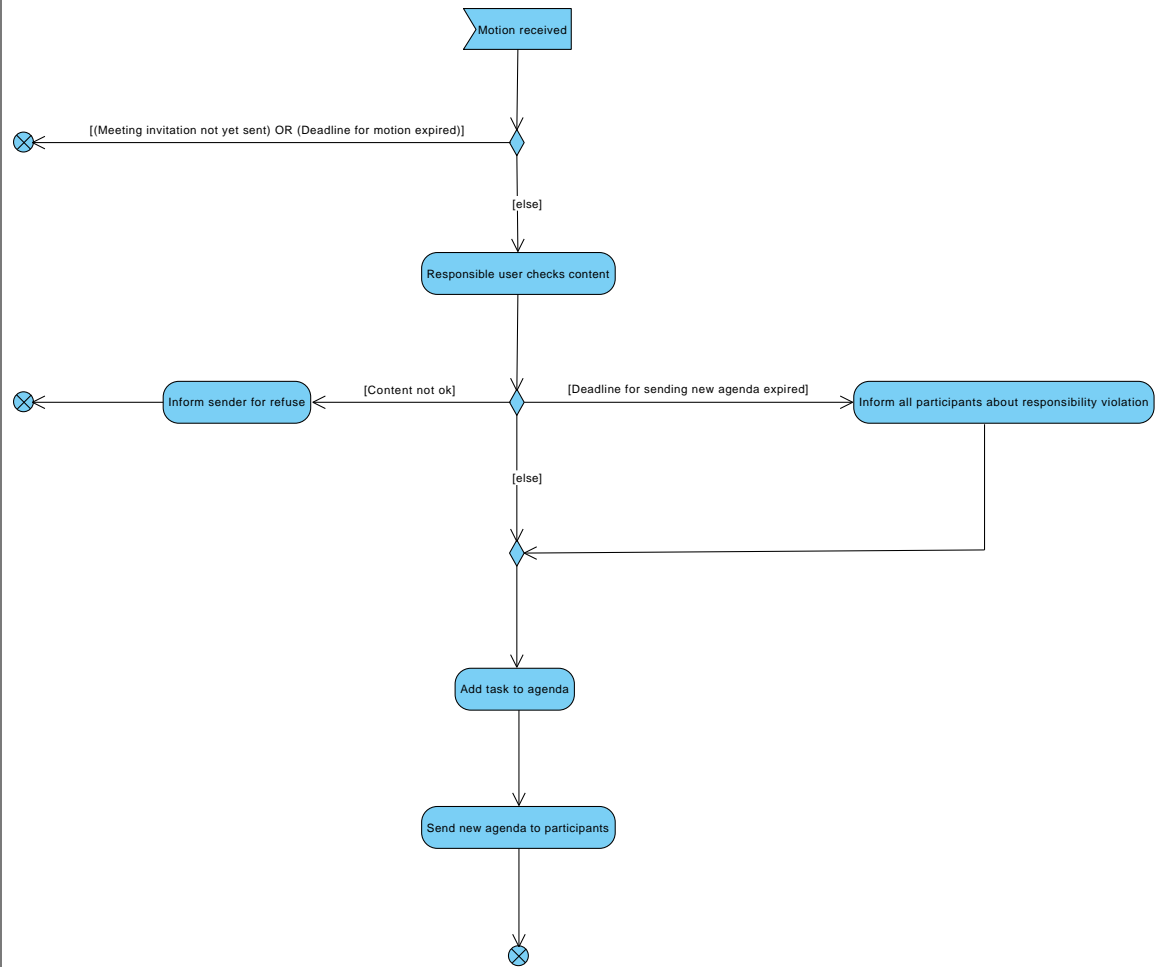 Motion received
[(Meeting invitation not yet sent) OR (Deadline for motion expired)]
[else]
Responsible user checks content
[Content not ok]
[Deadline for sending new agenda expired]
Inform sender for refuse
Inform all participants about responsibility violation
[else]
Add task to agenda
Send new agenda to participants